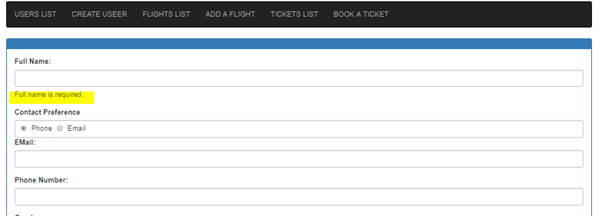 USERS LIST CREATE USEER FLIGHTS LIST ADD A FLIGHT TICKETS LIST BOOK A TICKET
Full Name:
Full name is required.
Contact Preference
Phone Email
EMail:
Phone Number: